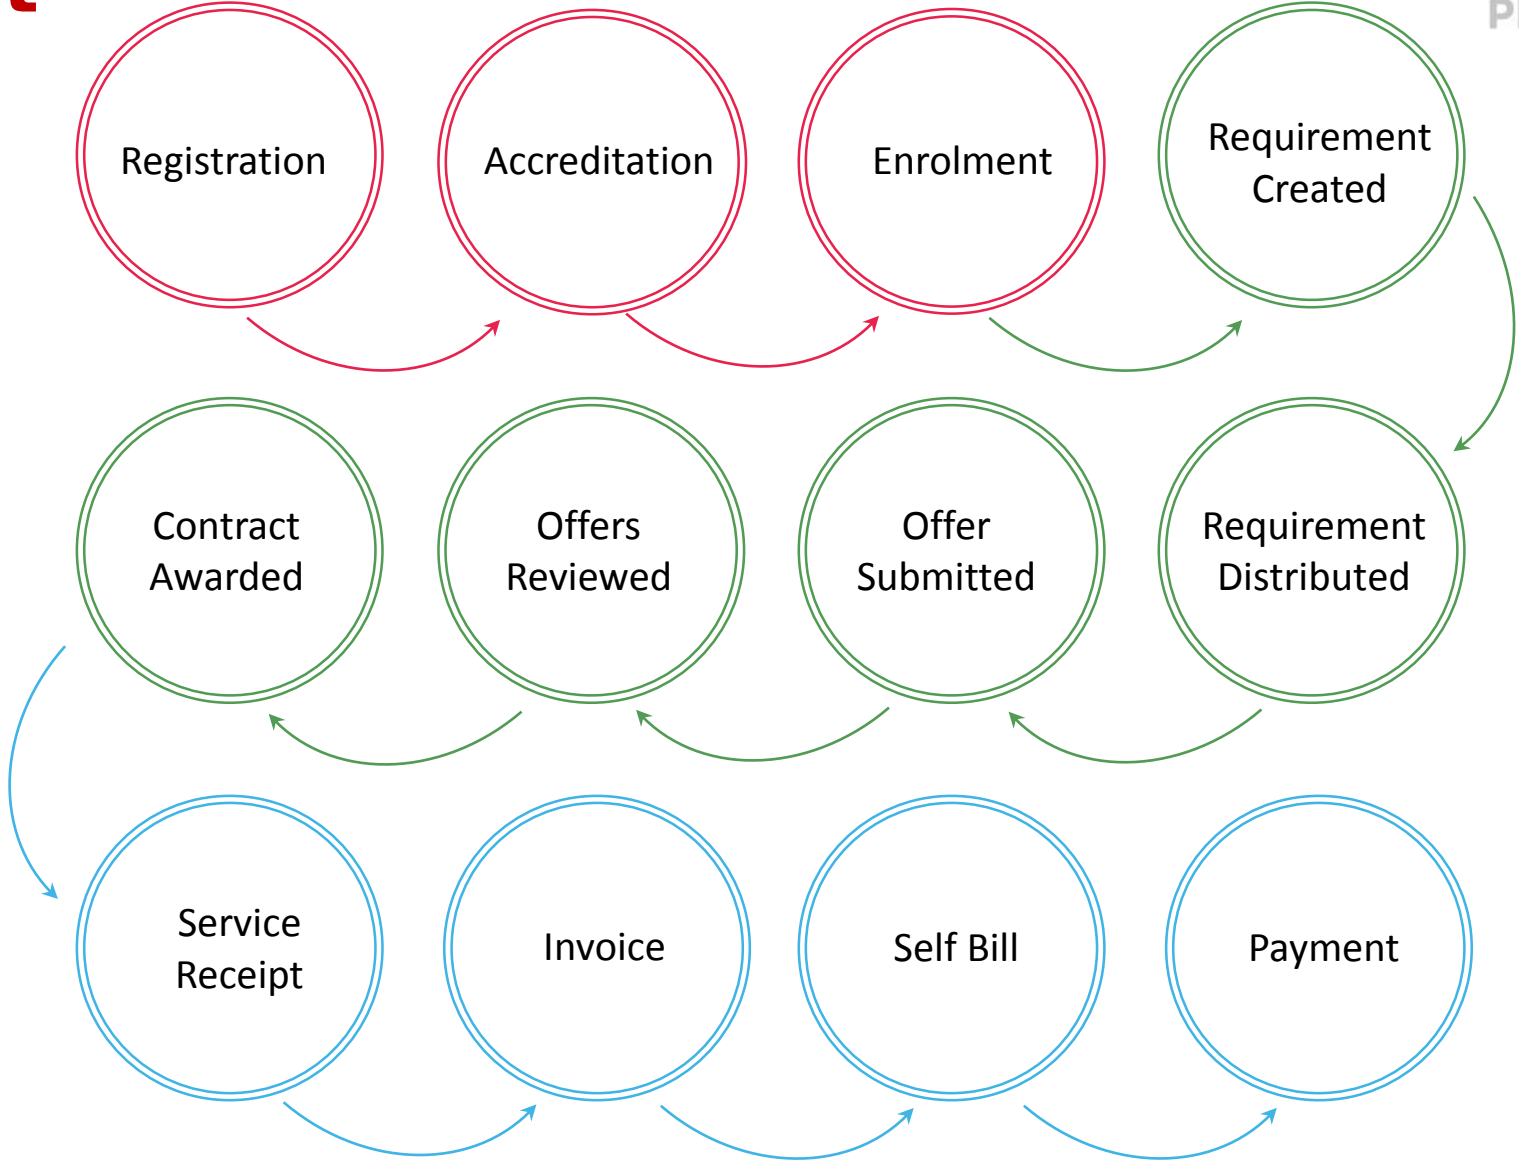 Registration
Accreditation
Enrolment
Requirement
Created
Contract
Awarded
Offers
Reviewed
Offer
Submitted
Requirement
Distributed
Service
Receipt
Invoice
Self Bill
Payment